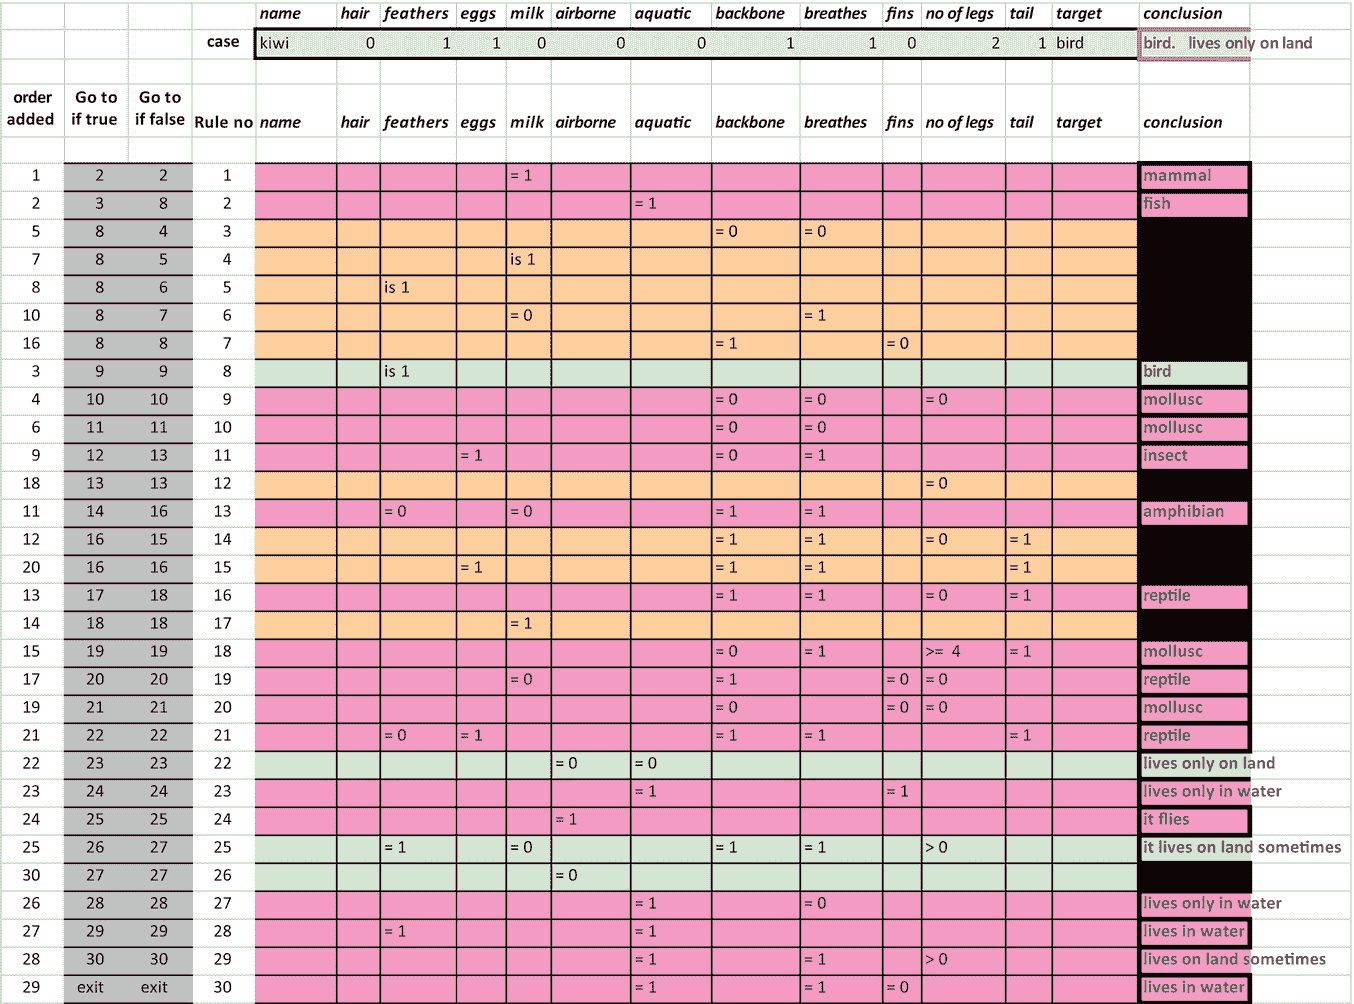 name hair feathers eggs milk airborne aquatic backbone breathes fins no of legs tail target conclusion
case kiwi 0 1 1 0 0 0 1 1 0 2 1 bird bird. lives only on land
order added Go to if true Go to if false Rule no name hair feathers eggs milk airborne aquatic backbone breathes fins no of legs tail target conclusion
1 2 2 1 = 1 mammal
2 3 8 2 = 1 fish
5 8 4 3 = 0 = 0
7 8 5 4 is 1
8 8 6 5 is 1
10 8 7 6 = 0 = 1
16 8 8 7 = 1 = 0
3 9 9 8 is 1 bird
4 10 10 9 = 0 = 0 = 0 mollusc
6 11 11 10 = 0 = 0 mollusc
9 12 13 11 = 1 = 0 = 1 insect
18 13 13 12 = 0
11 14 16 13 = 0 = 0 = 1 = 1 amphibian
12 16 15 14 = 1 = 1 = 0 = 1
20 16 16 15 = 1 = 1 = 1 = 1
13 17 18 16 = 1 = 1 = 0 = 1 reptile
14 18 18 17 = 1
15 19 19 18 = 0 = 1 >= 4 = 1 mollusc
17 20 20 19 = 0 = 1 = 0 = 0 reptile
19 21 21 20 = 0 = 0 = 0 mollusc
21 22 22 21 = 0 = 1 = 1 = 1 = 1 reptile
22 23 23 22 = 0 = 0 lives only on land
23 24 24 23 = 1 = 1 lives only in water
24 25 25 24 = 1 it flies
25 26 27 25 = 1 = 0 = 1 = 1 > 0 it lives on land sometimes
30 27 27 26 = 0
26 28 28 27 = 1 = 0 lives only in water
27 29 29 28 = 1 = 1 lives in water
28 30 30 29 = 1 = 1 > 0 lives on land sometimes
29 exit exit 30 = 1 = 1 = 0 lives in water